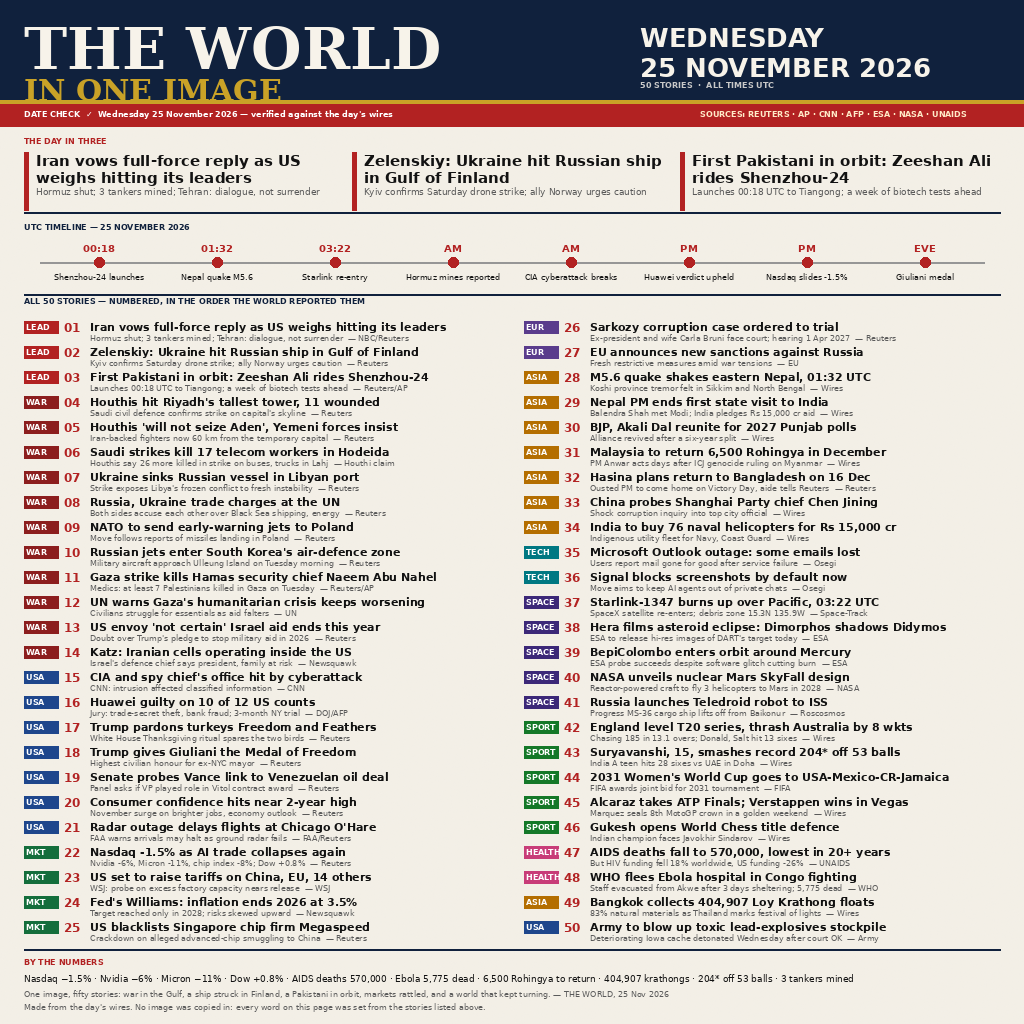 THE WORLD
IN ONE IMAGE
WEDNESDAY
25 NOVEMBER 2026
50 STORIES • ALL TIMES UTC
DATE CHECK ✓ Wednesday 25 November 2026 — verified against the day's wires
SOURCES: REUTERS · AP · CNN · AFP · ESA · NASA · UNAIDS
THE DAY IN THREE
Iran vows full-force reply as US
weighs hitting its leaders
Hormuz shut; 3 tankers mined; Tehran: dialogue, not surrender
Zelenskiy: Ukraine hit Russian ship
in Gulf of Finland
Kyiv confirms Saturday drone strike; ally Norway urges caution
First Pakistani in orbit: Zeeshan Ali
rides Shenzhou-24
Launches 00:18 UTC to Tiangong; a week of biotech tests ahead
UTC TIMELINE — 25 NOVEMBER 2026
00:18 01:32 03:22 AM AM PM PM EVE
Shenzhou-24 launches Nepal quake M5.6 Starlink re-entry Hormuz mines reported CIA cyberattack breaks Huawei verdict upheld Nasdaq slides -1.5% Giuliani medal
ALL 50 STORIES — NUMBERED, IN THE ORDER THE WORLD REPORTED THEM
LEAD 01 Iran vows full-force reply as US weighs hitting its leaders
Hormuz shut; 3 tankers mined; Tehran: dialogue, not surrender — NBC/Reuters
LEAD 02 Zelenskiy: Ukraine hit Russian ship in Gulf of Finland
Kyiv confirms Saturday drone strike; ally Norway urges caution — Reuters
LEAD 03 First Pakistani in orbit: Zeeshan Ali rides Shenzhou-24
Launches 00:18 UTC to Tiangong; a week of biotech tests ahead — Reuters/AP
WAR 04 Houthis hit Riyadh's tallest tower, 11 wounded
Saudi civil defence confirms strike on capital's skyline — Reuters
WAR 05 Houthis 'will not seize Aden', Yemeni forces insist
Iran-backed fighters now 60 km from the temporary capital — Reuters
WAR 06 Saudi strikes kill 17 telecom workers in Hodeida
Houthis say 26 more killed in strike on buses, trucks in Lahj — Houthi claim
WAR 07 Ukraine sinks Russian vessel in Libyan port
Strike exposes Libya's frozen conflict to fresh instability — Reuters
WAR 08 Russia, Ukraine trade charges at the UN
Both sides accuse each other over Black Sea shipping, energy — Reuters
WAR 09 NATO to send early-warning jets to Poland
Move follows reports of missiles landing in Poland — Reuters
WAR 10 Russian jets enter South Korea's air-defence zone
Military aircraft approach Ulleung Island on Tuesday morning — Reuters
WAR 11 Gaza strike kills Hamas security chief Naeem Abu Nahel
Medics: at least 7 Palestinians killed in Gaza on Tuesday — Reuters/AP
WAR 12 UN warns Gaza's humanitarian crisis keeps worsening
Civilians struggle for essentials as aid falters — UN
WAR 13 US envoy 'not certain' Israel aid ends this year
Doubt over Trump's pledge to stop military aid in 2026 — Reuters
WAR 14 Katz: Iranian cells operating inside the US
Israel's defence chief says president, family at risk — Newsquawk
USA 15 CIA and spy chief's office hit by cyberattack
CNN: intrusion affected classified information — CNN
USA 16 Huawei guilty on 10 of 12 US counts
Jury: trade-secret theft, bank fraud; 3-month NY trial — DOJ/AFP
USA 17 Trump pardons turkeys Freedom and Feathers
White House Thanksgiving ritual spares the two birds — Reuters
USA 18 Trump gives Giuliani the Medal of Freedom
Highest civilian honour for ex-NYC mayor — Reuters
USA 19 Senate probes Vance link to Venezuelan oil deal
Panel asks if VP played role in Vitol contract award — Reuters
USA 20 Consumer confidence hits near 2-year high
November surge on brighter jobs, economy outlook — Reuters
USA 21 Radar outage delays flights at Chicago O'Hare
FAA warns arrivals may halt as ground radar fails — FAA/Reuters
MKT 22 Nasdaq -1.5% as AI trade collapses again
Nvidia -6%, Micron -11%, chip index -8%; Dow +0.8% — Reuters
MKT 23 US set to raise tariffs on China, EU, 14 others
WSJ: probe on excess factory capacity nears release — WSJ
MKT 24 Fed's Williams: inflation ends 2026 at 3.5%
Target reached only in 2028; risks skewed upward — Newsquawk
MKT 25 US blacklists Singapore chip firm Megaspeed
Crackdown on alleged advanced-chip smuggling to China — Reuters
EUR 26 Sarkozy corruption case ordered to trial
Ex-president and wife Carla Bruni face court; hearing 1 Apr 2027 — Reuters
EUR 27 EU announces new sanctions against Russia
Fresh restrictive measures amid war tensions — EU
ASIA 28 M5.6 quake shakes eastern Nepal, 01:32 UTC
Koshi province tremor felt in Sikkim and North Bengal — Wires
ASIA 29 Nepal PM ends first state visit to India
Balendra Shah met Modi; India pledges Rs 15,000 cr aid — Wires
ASIA 30 BJP, Akali Dal reunite for 2027 Punjab polls
Alliance revived after a six-year split — Wires
ASIA 31 Malaysia to return 6,500 Rohingya in December
PM Anwar acts days after ICJ genocide ruling on Myanmar — Wires
ASIA 32 Hasina plans return to Bangladesh on 16 Dec
Ousted PM to come home on Victory Day, aide tells Reuters — Reuters
ASIA 33 China probes Shanghai Party chief Chen Jining
Shock corruption inquiry into top city official — Wires
ASIA 34 India to buy 76 naval helicopters for Rs 15,000 cr
Indigenous utility fleet for Navy, Coast Guard — Wires
TECH 35 Microsoft Outlook outage: some emails lost
Users report mail gone for good after service failure — Osegi
TECH 36 Signal blocks screenshots by default now
Move aims to keep AI agents out of private chats — Osegi
SPACE 37 Starlink-1347 burns up over Pacific, 03:22 UTC
SpaceX satellite re-enters; debris zone 15.3N 135.9W — Space-Track
SPACE 38 Hera films asteroid eclipse: Dimorphos shadows Didymos
ESA to release hi-res images of DART's target today — ESA
SPACE 39 BepiColombo enters orbit around Mercury
ESA probe succeeds despite software glitch cutting burn — ESA
SPACE 40 NASA unveils nuclear Mars SkyFall design
Reactor-powered craft to fly 3 helicopters to Mars in 2028 — NASA
SPACE 41 Russia launches Teledroid robot to ISS
Progress MS-36 cargo ship lifts off from Baikonur — Roscosmos
SPORT 42 England level T20 series, thrash Australia by 8 wkts
Chasing 185 in 13.1 overs; Donald, Salt hit 13 sixes — Wires
SPORT 43 Suryavanshi, 15, smashes record 204* off 53 balls
India A teen hits 28 sixes vs UAE in Doha — Wires
SPORT 44 2031 Women's World Cup goes to USA-Mexico-CR-Jamaica
FIFA awards joint bid for 2031 tournament — FIFA
SPORT 45 Alcaraz takes ATP Finals; Verstappen wins in Vegas
Marquez seals 8th MotoGP crown in a golden weekend — Wires
SPORT 46 Gukesh opens World Chess title defence
Indian champion faces Javokhir Sindarov — Wires
HEALTH 47 AIDS deaths fall to 570,000, lowest in 20+ years
But HIV funding fell 18% worldwide, US funding -26% — UNAIDS
HEALTH 48 WHO flees Ebola hospital in Congo fighting
Staff evacuated from Akwe after 3 days sheltering; 5,775 dead — WHO
ASIA 49 Bangkok collects 404,907 Loy Krathong floats
83% natural materials as Thailand marks festival of lights — Wires
USA 50 Army to blow up toxic lead-explosives stockpile
Deteriorating Iowa cache detonated Wednesday after court OK — Army
BY THE NUMBERS
Nasdaq −1.5% · Nvidia −6% · Micron −11% · Dow +0.8% · AIDS deaths 570,000 · Ebola 5,775 dead · 6,500 Rohingya to return · 404,907 krathongs · 204* off 53 balls · 3 tankers mined
One image, fifty stories: war in the Gulf, a ship struck in Finland, a Pakistani in orbit, markets rattled, and a world that kept turning. — THE WORLD, 25 Nov 2026
Made from the day's wires. No image was copied in: every word on this page was set from the stories listed above.